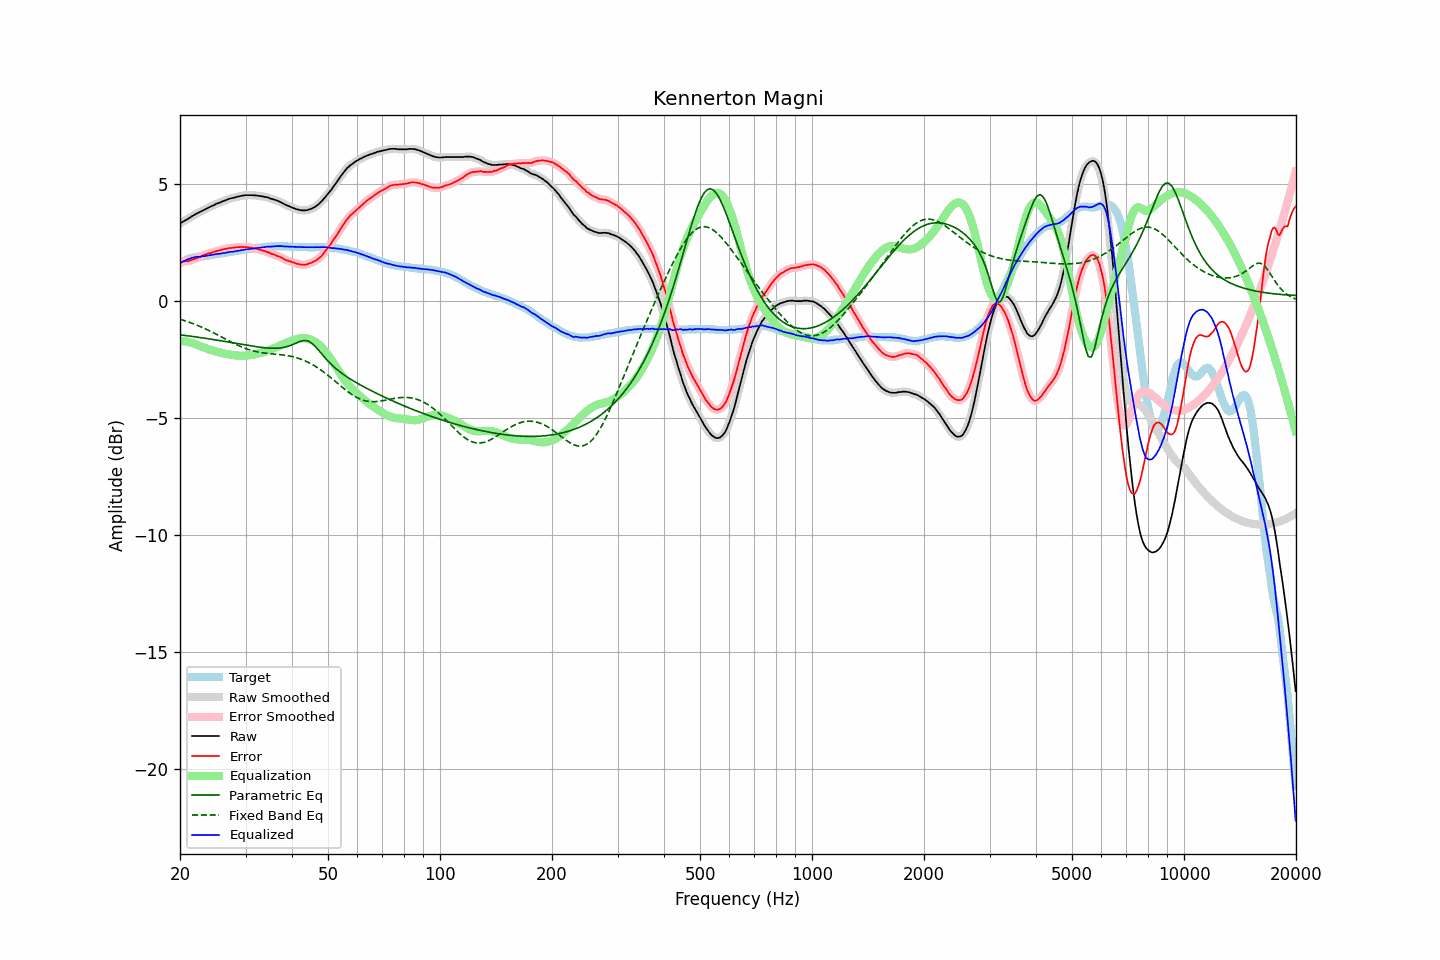 Kennerton Magni
Amplitude (dBr)
5
0
−5
−10
−15
−20
Target
Raw Smoothed
Error Smoothed
Raw
Error
Equalization
Parametric Eq
Fixed Band Eq
Equalized
20 50 100 200 500 1000 2000 5000 10000 20000
Frequency (Hz)